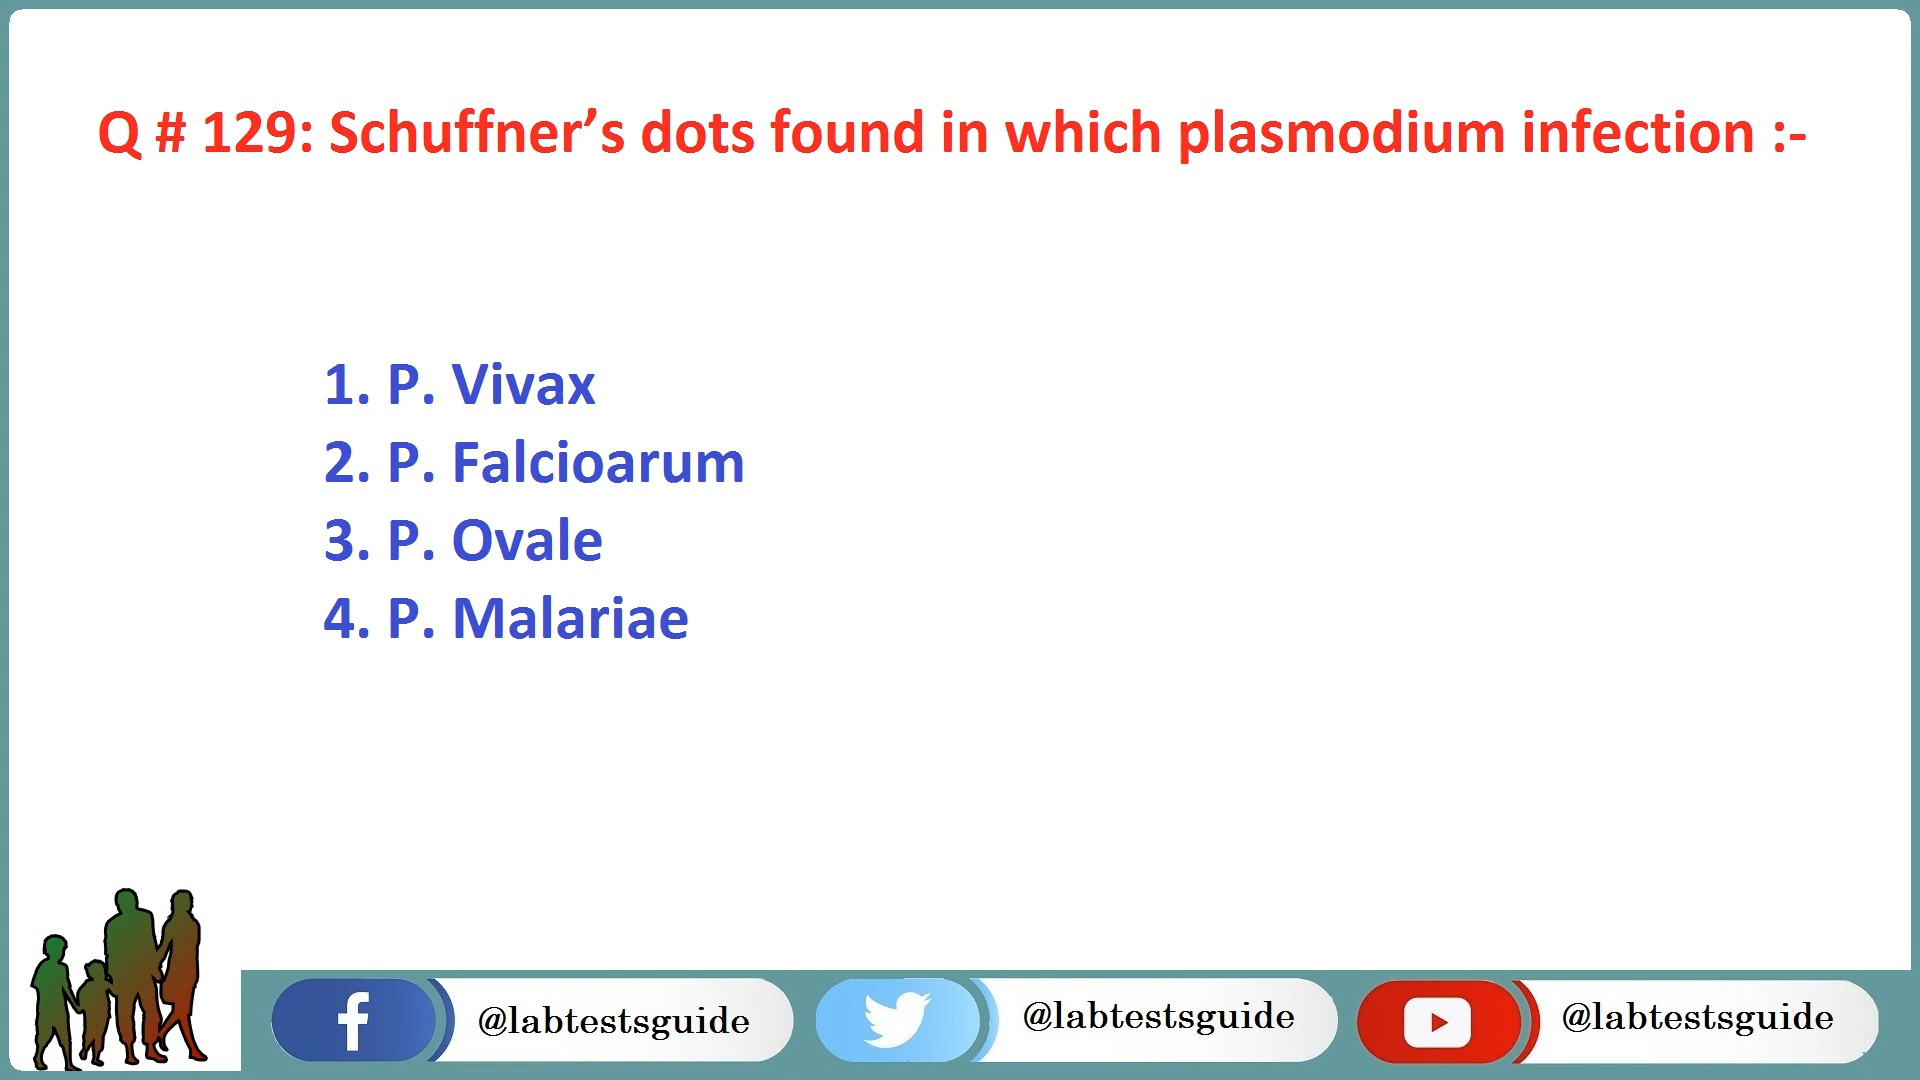 Q # 129: Schuffner’s dots found in which plasmodium infection :-
1. P. Vivax
2. P. Falcioarum
3. P. Ovale
4. P. Malariae
@labtestsguide
@labtestsguide
@labtestsguide